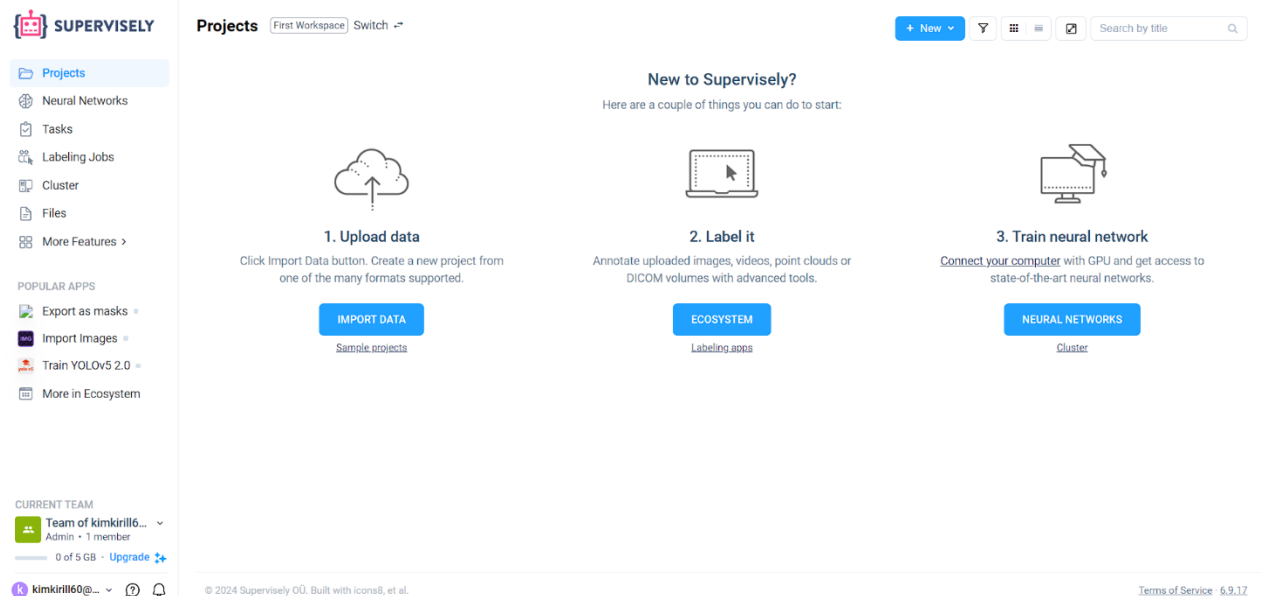 SUPERVISELY
Projects
Neural Networks
Tasks
Labeling Jobs
Cluster
Files
More Features
POPULAR APPS
Export as masks
IMG
Import Images
yolo v5
Train YOLOv5 2.0
More in Ecosystem
CURRENT TEAM
Team of kimkirill6...
Admin • 1 member
0 of 5 GB • Upgrade
k kimkirill60@... ?
Projects First Workspace Switch
+ New
Search by title
New to Supervisely?
Here are a couple of things you can do to start:
1. Upload data
Click Import Data button. Create a new project from
one of the many formats supported.
IMPORT DATA
Sample projects
2. Label it
Annotate uploaded images, videos, point clouds or
DICOM volumes with advanced tools.
ECOSYSTEM
Labeling apps
3. Train neural network
Connect your computer with GPU and get access to
state-of-the-art neural networks.
NEURAL NETWORKS
Cluster
© 2024 Supervisely OÜ. Built with icons8, et al.
Terms of Service · 6.9.17